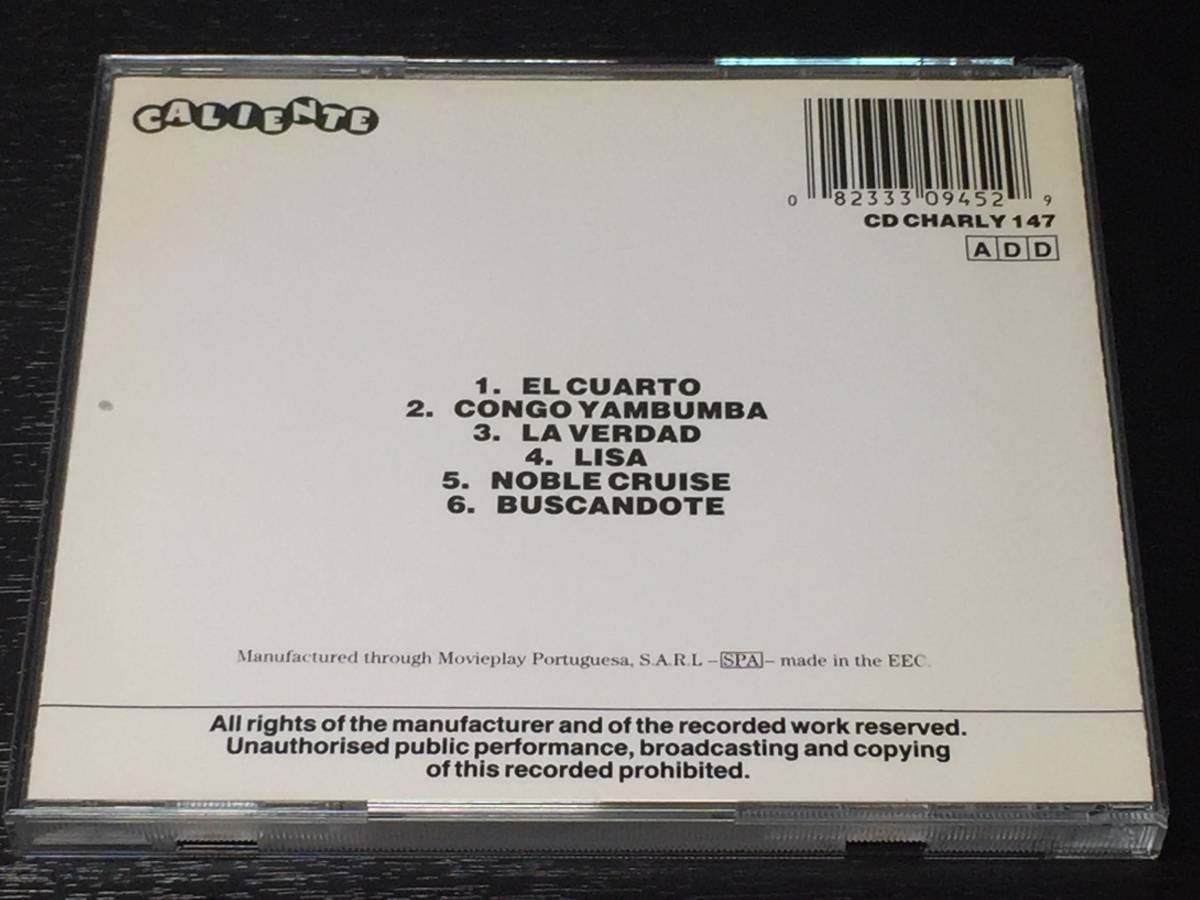 CALIENTE
0 82333 09452 9
CD CHARLY 147
A D D
1. EL CUARTO
2. CONGO YAMBUMBA
3. LA VERDAD
4. LISA
5. NOBLE CRUISE
6. BUSCANDOTE
Manufactured through Movieplay Portuguesa, S.A.R.L – SPA – made in the EEC.
All rights of the manufacturer and of the recorded work reserved.
Unauthorised public performance, broadcasting and copying
of this recorded prohibited.